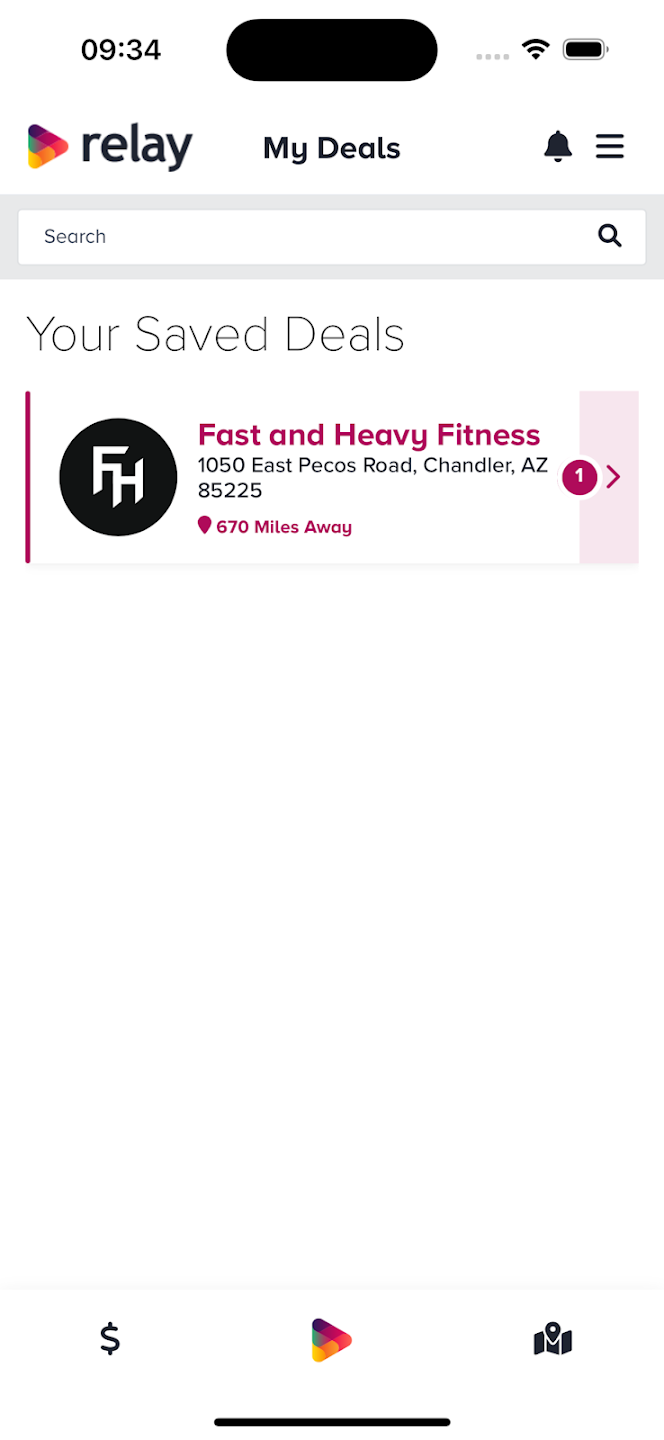 09:34
relay
My Deals
Search
Your Saved Deals
FH
Fast and Heavy Fitness
1050 East Pecos Road, Chandler, AZ
85225
670 Miles Away
1
$